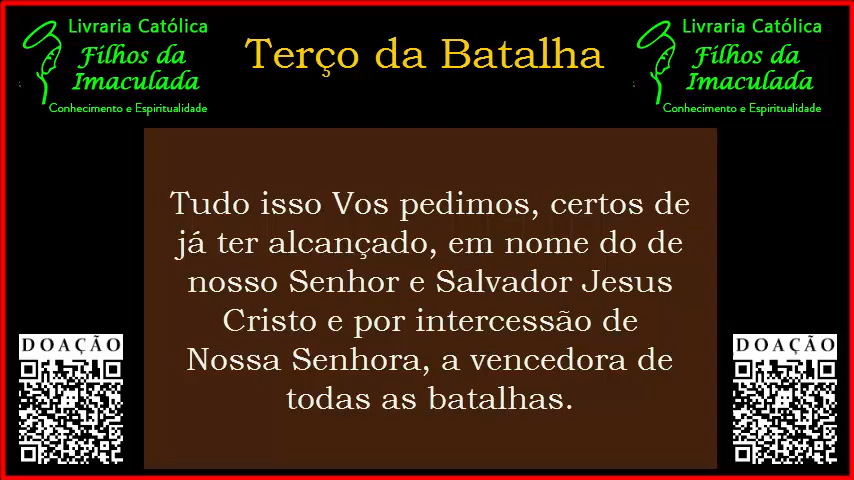 Livraria Católica
Filhos da
Imaculada
Conhecimento e Espiritualidade
Terço da Batalha
Livraria Católica
Filhos da
Imaculada
Conhecimento e Espiritualidade
Tudo isso Vos pedimos, certos de
já ter alcançado, em nome do de
nosso Senhor e Salvador Jesus
Cristo e por intercessão de
Nossa Senhora, a vencedora de
todas as batalhas.
DOAÇÃO
DOAÇÃO